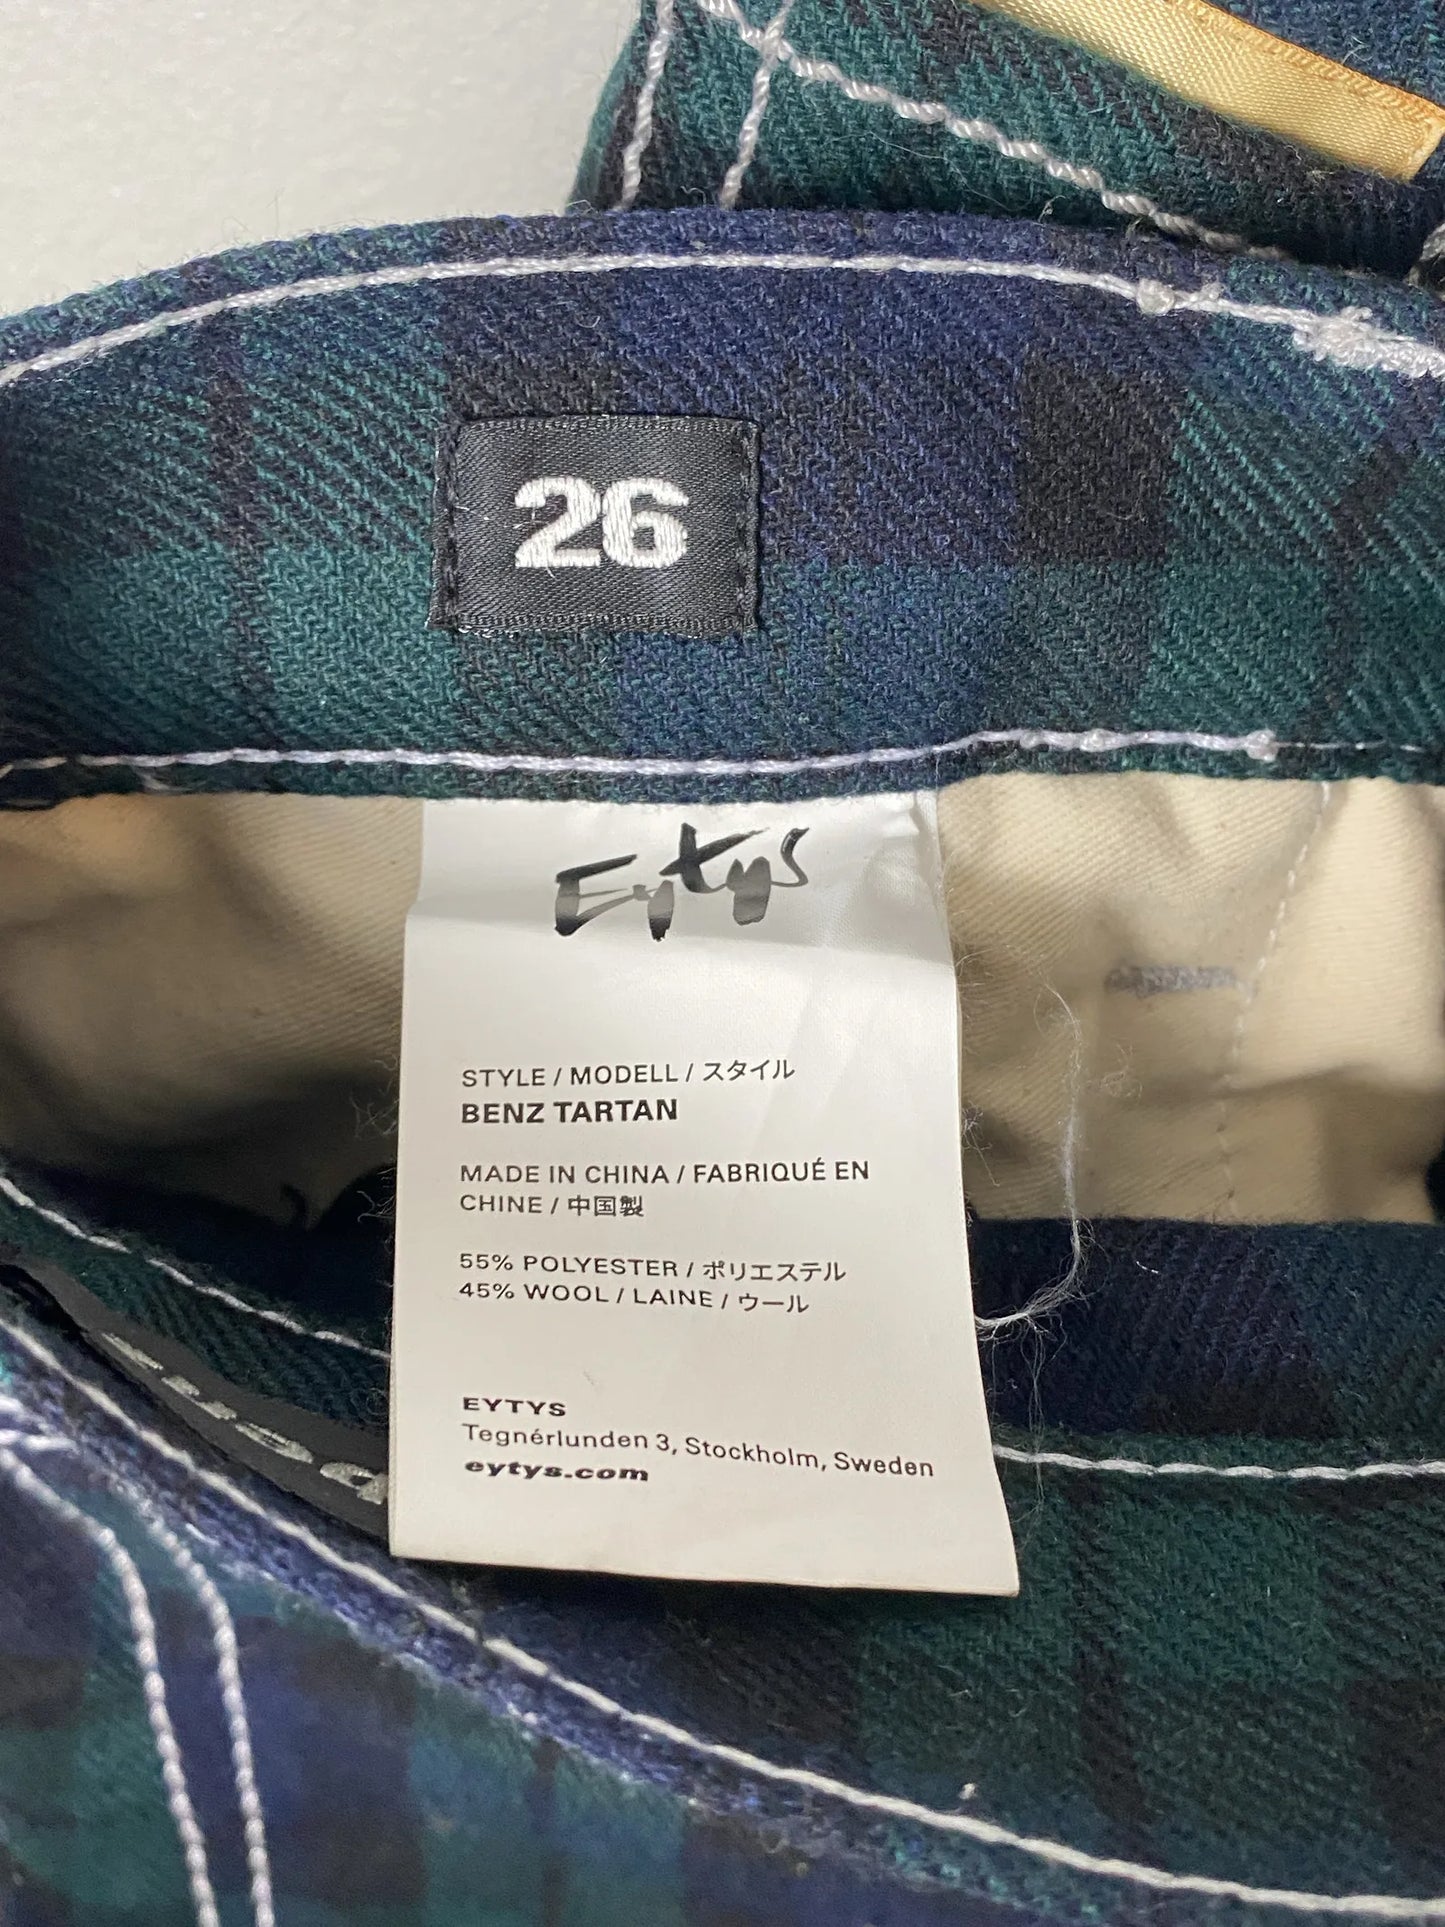 26
Eytys
STYLE / MODELL / スタイル
BENZ TARTAN
MADE IN CHINA / FABRIQUÉ EN
CHINE / 中国製
55% POLYESTER / ポリエステル
45% WOOL / LAINE / ウール
EYTYS
Tegnérlunden 3, Stockholm, Sweden
eytys.com